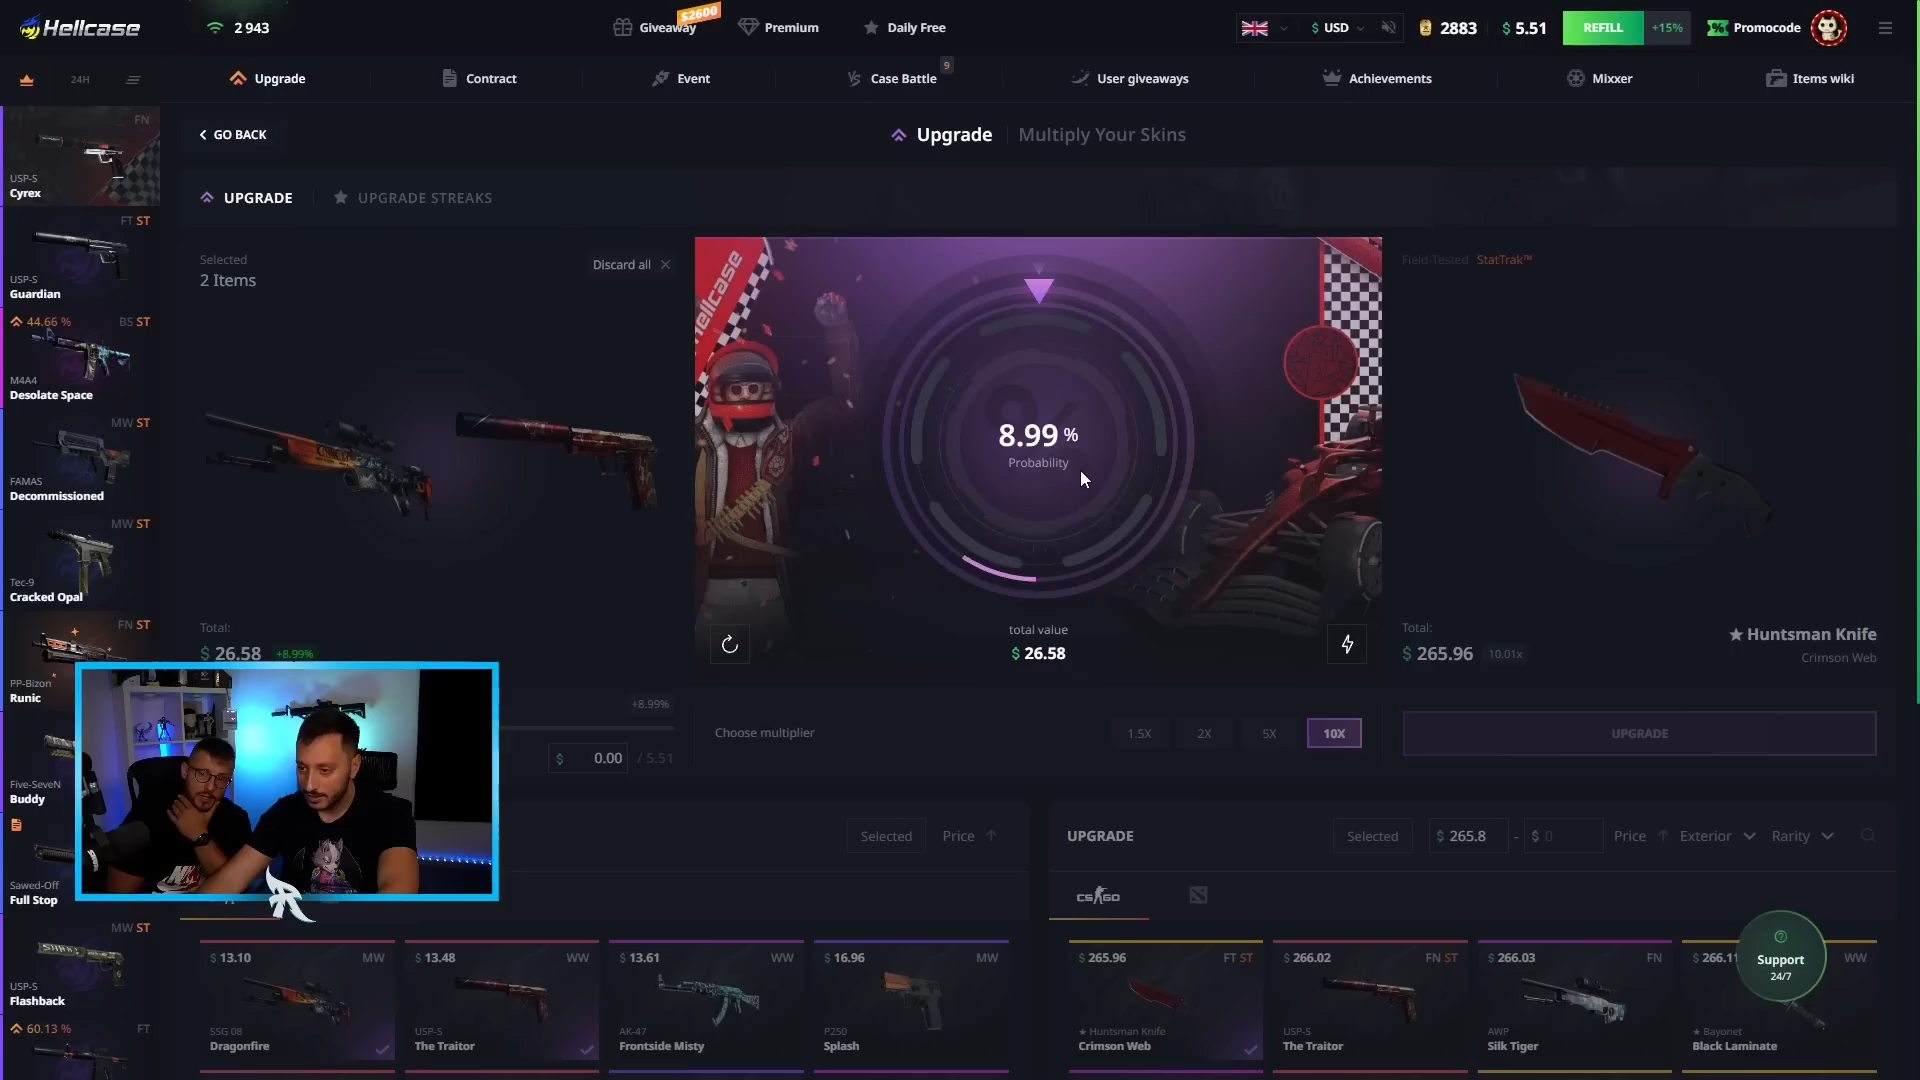 Hellcase
2 943
Giveaway
$2600
Premium
Daily Free
$ USD
2883
$ 5.51
REFILL
+15%
Promocode
24H
Upgrade
Contract
Event
Case Battle
9
User giveaways
Achievements
Mixxer
Items wiki
FN
USP-S
Cyrex
FT ST
USP-S
Guardian
44.66 %
BS ST
M4A4
Desolate Space
MW ST
FAMAS
Decommissioned
MW ST
Tec-9
Cracked Opal
FN ST
PP-Bizon
Runic
Five-SeveN
Buddy
Sawed-Off
Full Stop
MW ST
USP-S
Flashback
60.13 %
FT
GO BACK
Upgrade
Multiply Your Skins
UPGRADE
UPGRADE STREAKS
Selected
2 Items
Discard all
Total:
$ 26.58
+8.99%
+8.99%
$ 0.00
/ 5.51
hellcase
8.99 %
Probability
total value
$ 26.58
Choose multiplier
1.5X
2X
5X
10X
Field-Tested
StatTrak™
Total:
$ 265.96
10.01x
★ Huntsman Knife
Crimson Web
UPGRADE
Selected
Price
UPGRADE
Selected
$ 265.8
-
$ 0
Price
Exterior
Rarity
CS:GO
$ 13.10
MW
SSG 08
Dragonfire
$ 13.48
WW
USP-S
The Traitor
$ 13.61
WW
AK-47
Frontside Misty
$ 16.96
MW
P250
Splash
$ 265.96
FT ST
★ Huntsman Knife
Crimson Web
$ 266.02
FN ST
USP-S
The Traitor
$ 266.03
FN
AWP
Silk Tiger
$ 266.11
WW
★ Bayonet
Black Laminate
Support
24/7